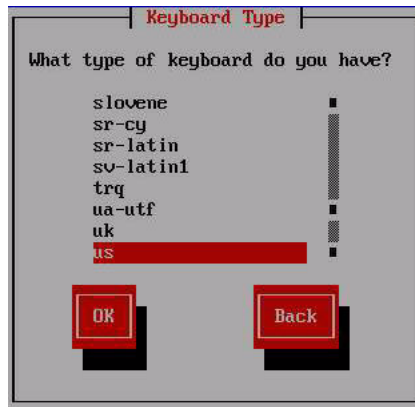 Keyboard Type
What type of keyboard do you have?
slovene
sr-cy
sr-latin
sv-latin1
trq
ua-utf
uk
us
OK
Back